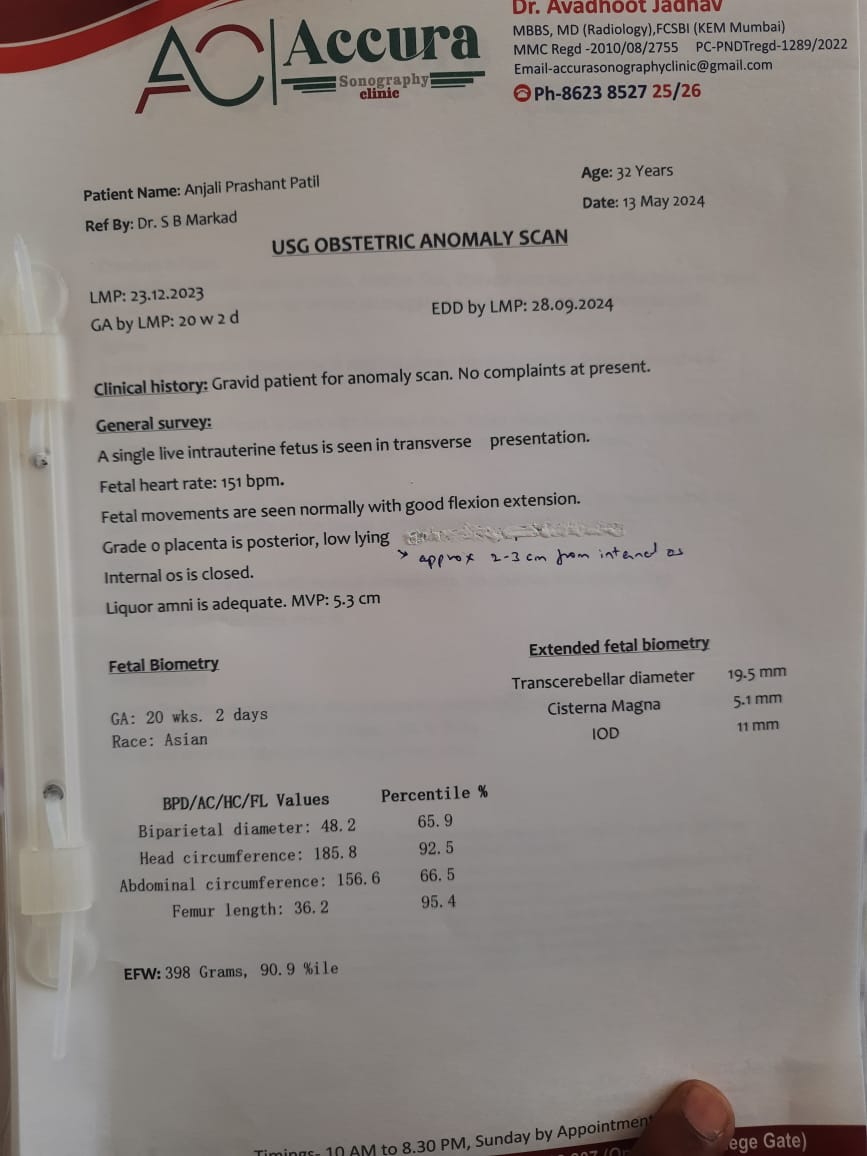 Dr. Avadhoot Jadhav
MBBS, MD (Radiology),FCSBI (KEM Mumbai)
MMC Regd -2010/08/2755 PC-PNDTregd-1289/2022
Email-accurasonographyclinic@gmail.com
Ph-8623 8527 25/26
AC
Accura
Sonography
clinic
Patient Name: Anjali Prashant Patil
Age: 32 Years
Ref By: Dr. S B Markad
Date: 13 May 2024
USG OBSTETRIC ANOMALY SCAN
LMP: 23.12.2023
GA by LMP: 20 w 2 d
EDD by LMP: 28.09.2024
Clinical history: Gravid patient for anomaly scan. No complaints at present.
General survey:
A single live intrauterine fetus is seen in transverse presentation.
Fetal heart rate: 151 bpm.
Fetal movements are seen normally with good flexion extension.
Grade 0 placenta is posterior, low lying
approx 2-3 cm from internal os
Internal os is closed.
Liquor amni is adequate. MVP: 5.3 cm
Fetal Biometry
GA: 20 wks. 2 days
Race: Asian
Extended fetal biometry
Transcerebellar diameter 19.5 mm
Cisterna Magna 5.1 mm
IOD 11 mm
BPD/AC/HC/FL Values Percentile %
Biparietal diameter: 48.2 65.9
Head circumference: 185.8 92.5
Abdominal circumference: 156.6 66.5
Femur length: 36.2 95.4
EFW: 398 Grams, 90.9 %ile
Timings- 10 AM to 8.30 PM, Sunday by Appointment
ege Gate)